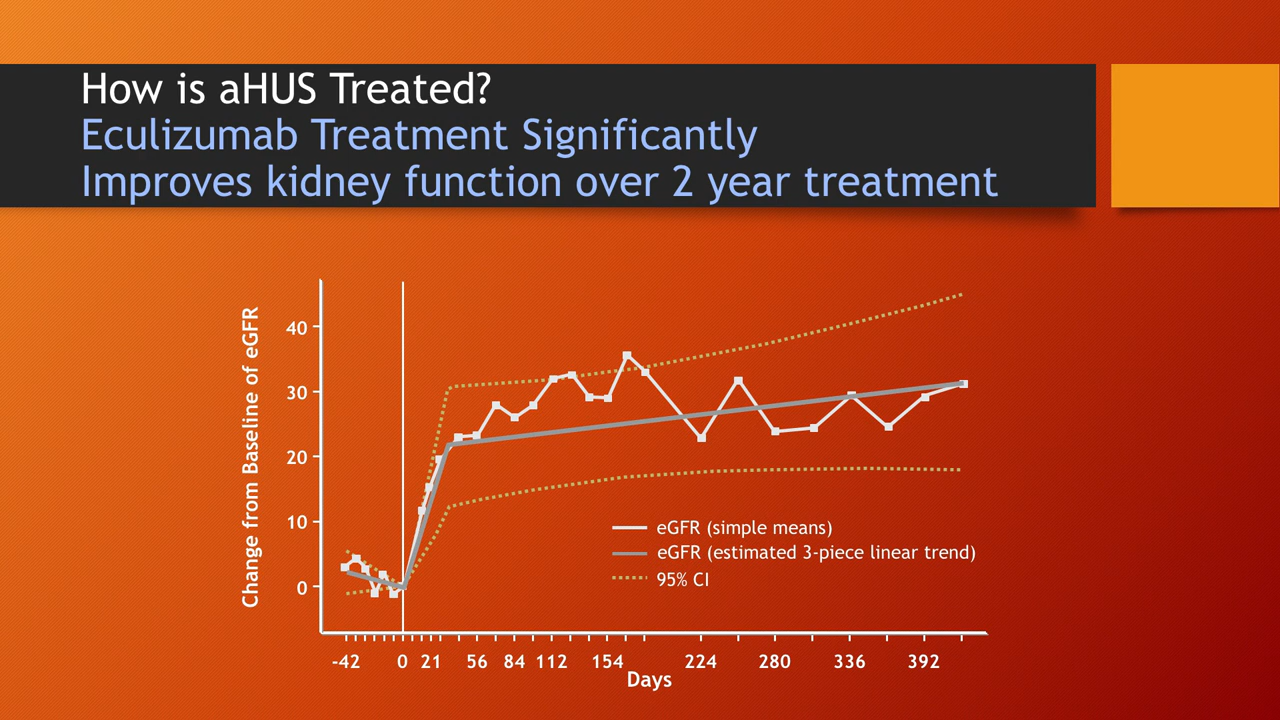 How is aHUS Treated?
Eculizumab Treatment Significantly
Improves kidney function over 2 year treatment
Change from Baseline of eGFR
40
30
20
10
0
eGFR (simple means)
eGFR (estimated 3-piece linear trend)
95% CI
-42 0 21 56 84 112 154 224 280 336 392
Days